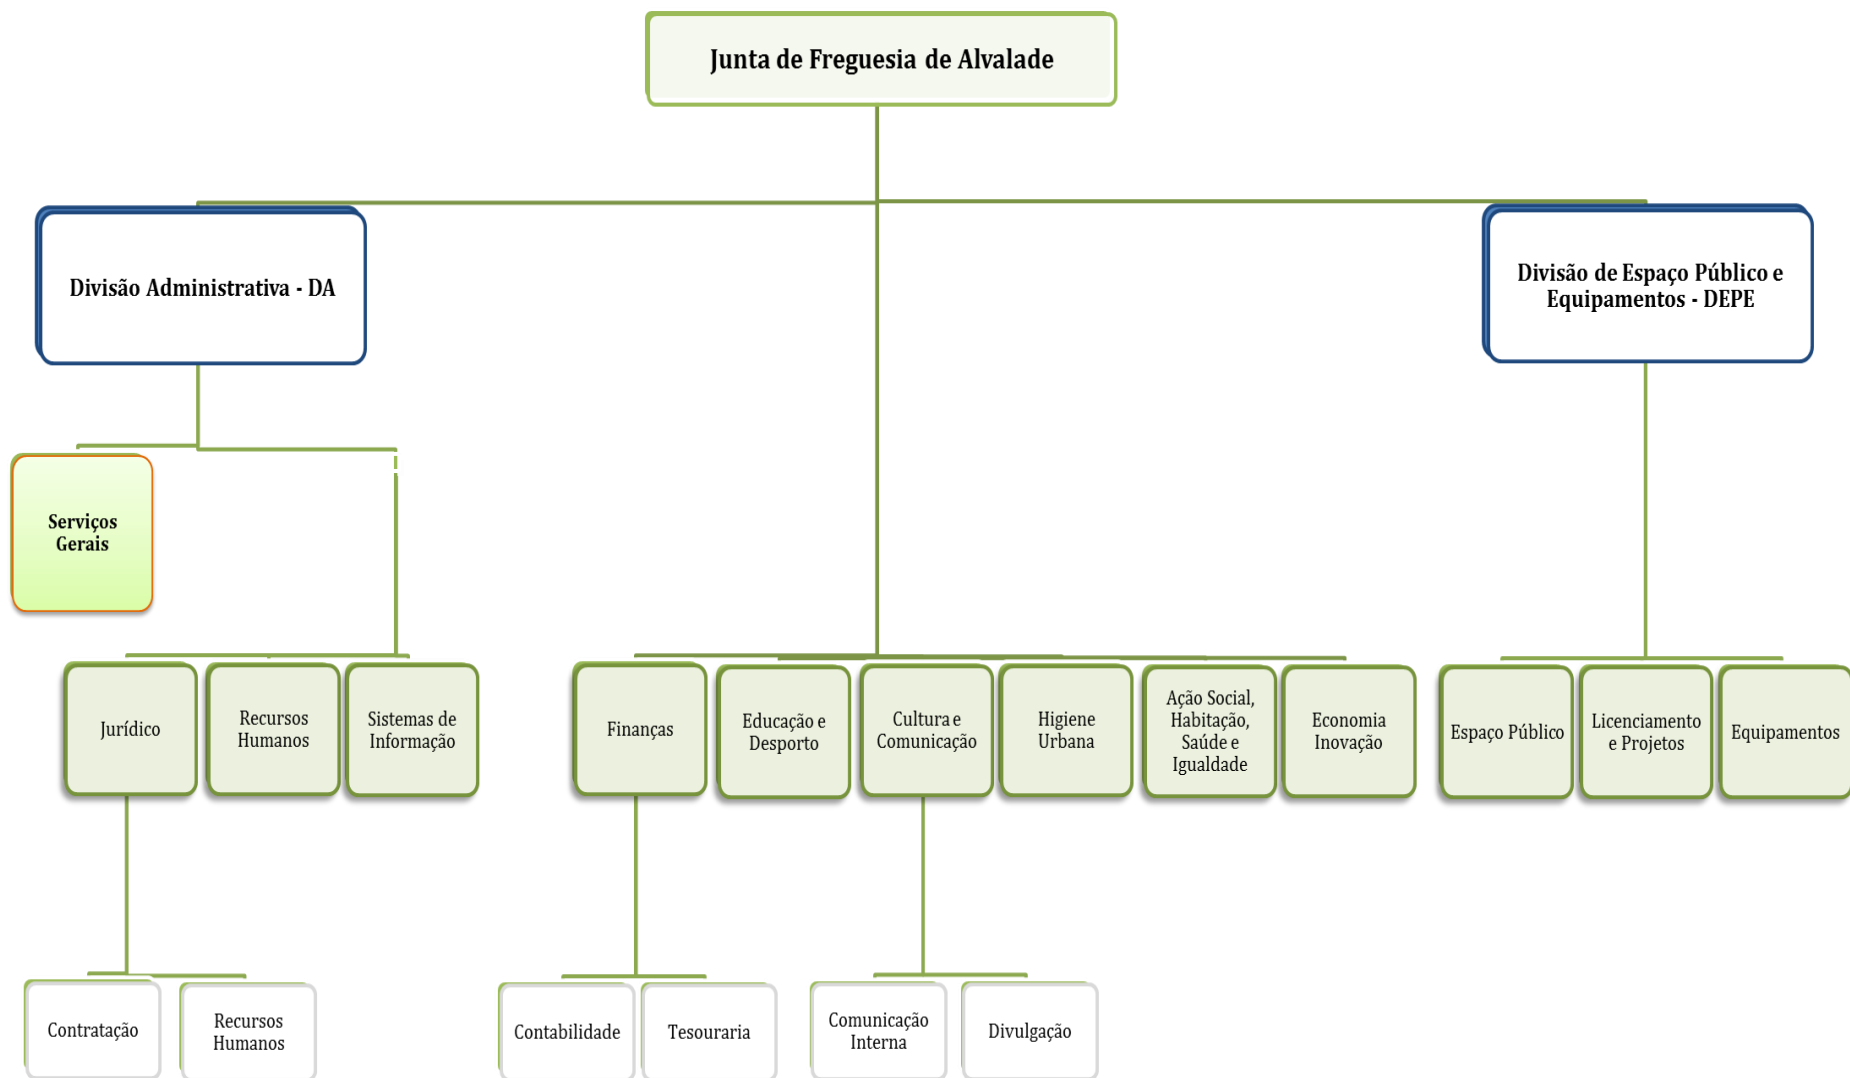 Junta de Freguesia de Alvalade
Divisão Administrativa - DA
Divisão de Espaço Público e
Equipamentos - DEPE
Serviços
Gerais
Jurídico
Recursos
Humanos
Sistemas de
Informação
Finanças
Educação e
Desporto
Cultura e
Comunicação
Higiene
Urbana
Ação Social,
Habitação,
Saúde e
Igualdade
Economia
Inovação
Espaço Público
Licenciamento
e Projetos
Equipamentos
Contratação
Recursos
Humanos
Contabilidade
Tesouraria
Comunicação
Interna
Divulgação